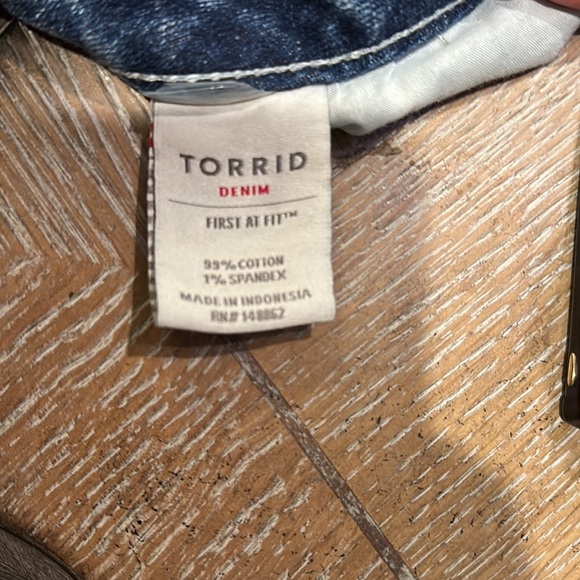 TORRID
DENIM
FIRST AT FIT™
99% COTTON
1% SPANDEX
MADE IN INDONESIA
RN# 148862